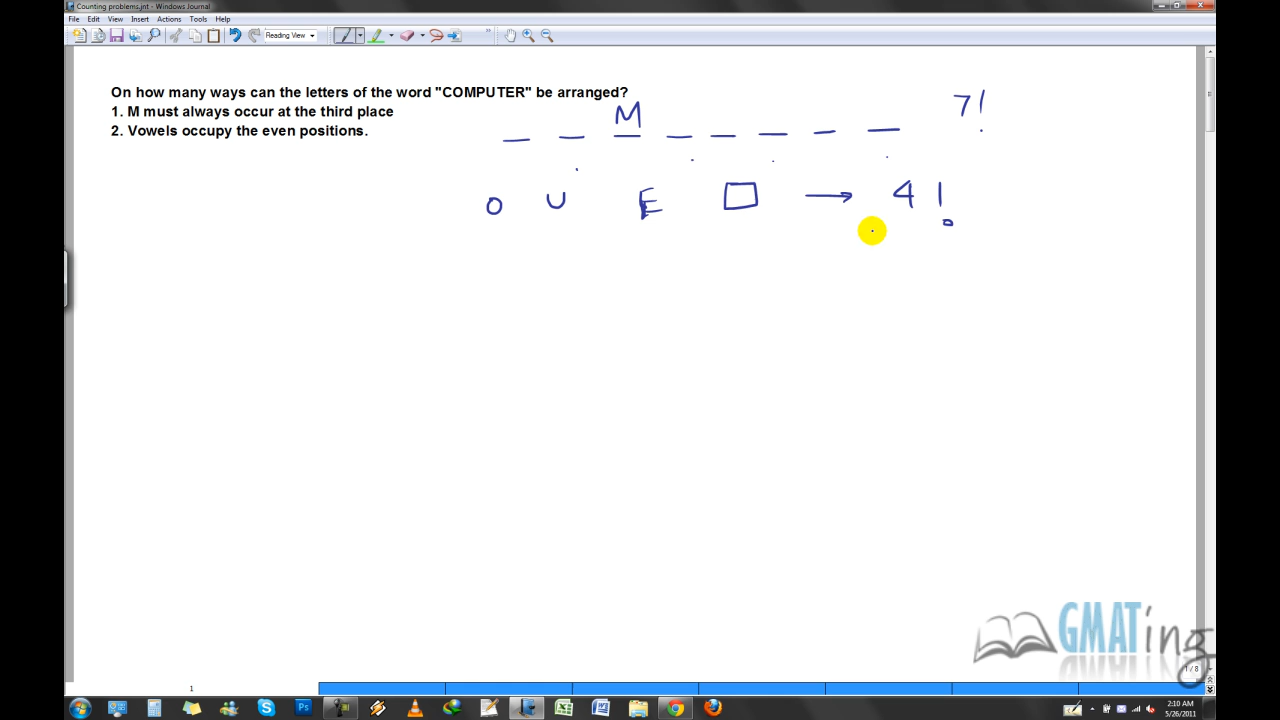 Counting problems.jnt - Windows Journal
File Edit View Insert Actions Tools Help
Reading View
On how many ways can the letters of the word "COMPUTER" be arranged?
1. M must always occur at the third place
2. Vowels occupy the even positions.
M 7!
O U E → 4!
GMATing
1 / 8
1
2:10 AM
5/26/2011